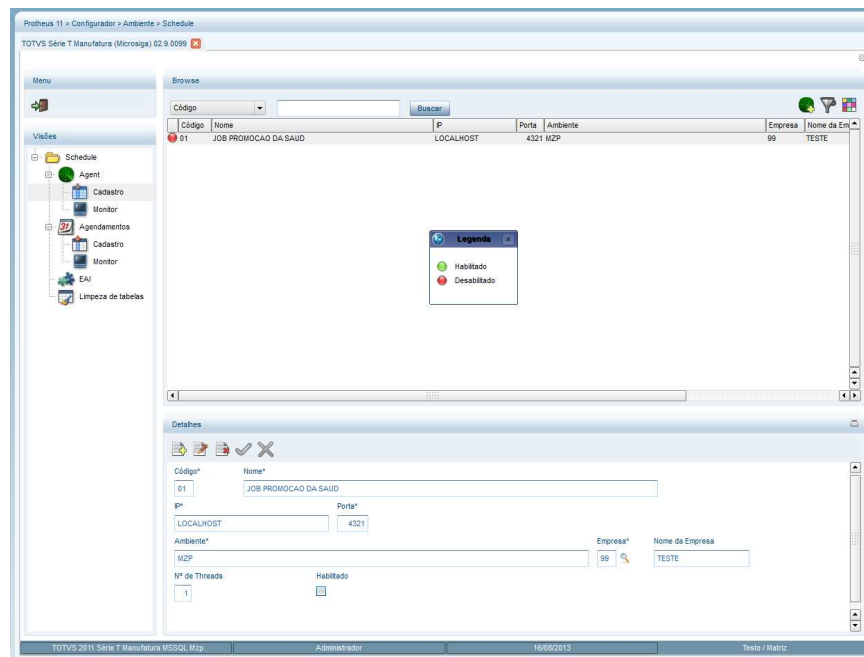 Protheus 11 > Configurador > Ambiente > Schedule
TOTVS Série T Manufatura (Microsiga) 02.9.0099
Menu
Browse
Código
Buscar
Código Nome IP Porta Ambiente Empresa Nome da Em
01 JOB PROMOCAO DA SAUD LOCALHOST 4321 MZP 99 TESTE
Visões
Schedule
Agent
Cadastro
Monitor
31 Agendamentos
Cadastro
Monitor
EAI
Limpeza de tabelas
Legenda
Habilitado
Desabilitado
Detalhes
Código* Nome*
01 JOB PROMOCAO DA SAUD
IP* Porta*
LOCALHOST 4321
Ambiente* Empresa* Nome da Empresa
MZP 99 TESTE
Nº de Threads Habilitado
1
TOTVS 2011 Série T Manufatura MSSQL Mzp Administrador 16/08/2013 Teste / Matriz